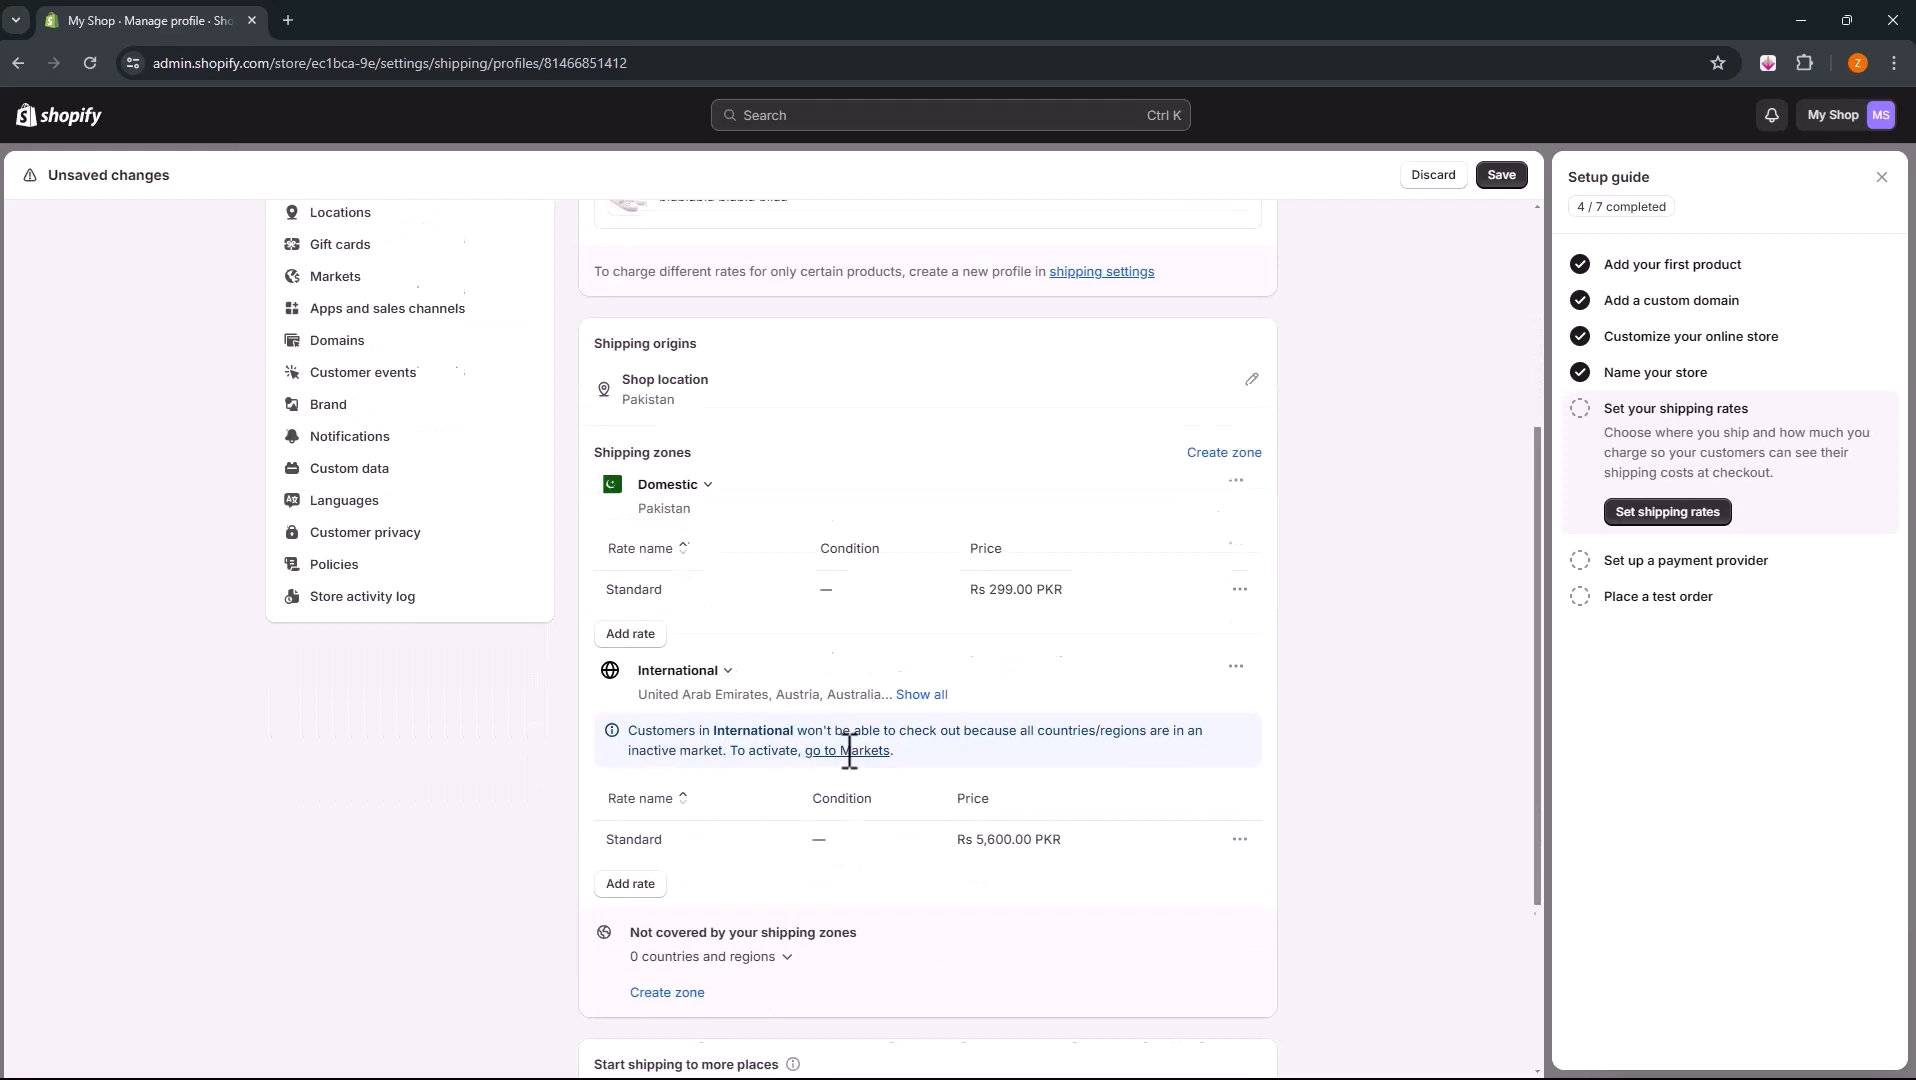 My Shop · Manage profile · Sho
admin.shopify.com/store/ec1bca-9e/settings/shipping/profiles/81466851412
Z
shopify
Search
Ctrl K
My Shop
MS
Unsaved changes
Discard
Save
Locations
Gift cards
Markets
Apps and sales channels
Domains
Customer events
Brand
Notifications
Custom data
Languages
Customer privacy
Policies
Store activity log
To charge different rates for only certain products, create a new profile in shipping settings
Shipping origins
Shop location
Pakistan
Shipping zones
Create zone
Domestic
Pakistan
Rate name
Condition
Price
Standard
—
Rs 299.00 PKR
Add rate
International
United Arab Emirates, Austria, Australia... Show all
Customers in International won't be able to check out because all countries/regions are in an
inactive market. To activate, go to Markets.
Rate name
Condition
Price
Standard
—
Rs 5,600.00 PKR
Add rate
Not covered by your shipping zones
0 countries and regions
Create zone
Start shipping to more places
Setup guide
4 / 7 completed
Add your first product
Add a custom domain
Customize your online store
Name your store
Set your shipping rates
Choose where you ship and how much you
charge so your customers can see their
shipping costs at checkout.
Set shipping rates
Set up a payment provider
Place a test order